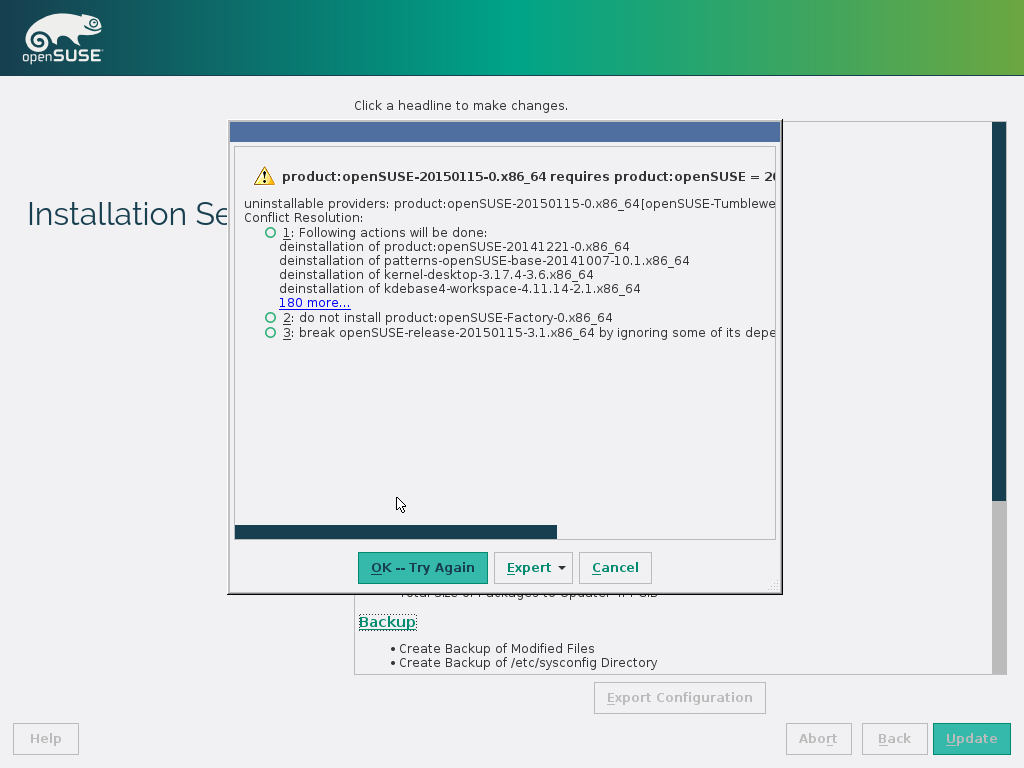 openSUSE
Click a headline to make changes.
Installation Se
product:openSUSE-20150115-0.x86_64 requires product:openSUSE = 20
uninstallable providers: product:openSUSE-20150115-0.x86_64[openSUSE-Tumblewe
Conflict Resolution:
1: Following actions will be done:
deinstallation of product:openSUSE-20141221-0.x86_64
deinstallation of patterns-openSUSE-base-20141007-10.1.x86_64
deinstallation of kernel-desktop-3.17.4-3.6.x86_64
deinstallation of kdebase4-workspace-4.11.14-2.1.x86_64
180 more...
2: do not install product:openSUSE-Factory-0.x86_64
3: break openSUSE-release-20150115-3.1.x86_64 by ignoring some of its depe
OK -- Try Again Expert Cancel
Backup
• Create Backup of Modified Files
• Create Backup of /etc/sysconfig Directory
Export Configuration
Help Abort Back Update